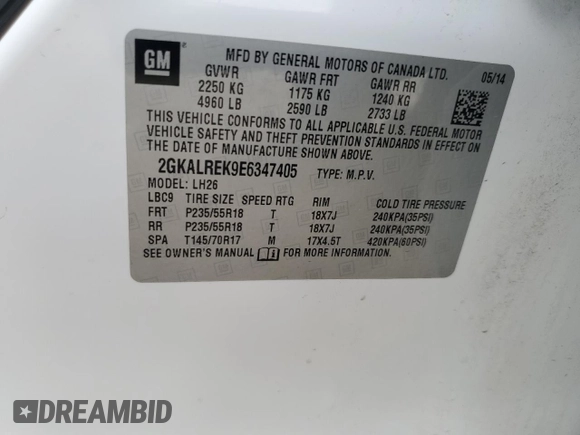 GM
MFD BY GENERAL MOTORS OF CANADA LTD.
GVWR GAWR FRT GAWR RR 05/14
2250 KG 1175 KG 1240 KG
4960 LB 2590 LB 2733 LB
THIS VEHICLE CONFORMS TO ALL APPLICABLE U.S. FEDERAL MOTOR
VEHICLE SAFETY AND THEFT PREVENTION STANDARDS IN EFFECT ON
THE DATE OF MANUFACTURE SHOWN ABOVE.
2GKALREK9E6347405 TYPE: M.P.V.
MODEL: LH26
LBC9 TIRE SIZE SPEED RTG RIM COLD TIRE PRESSURE
FRT P235/55R18 T 18X7J 240KPA(35PSI)
RR P235/55R18 T 18X7J 240KPA(35PSI)
SPA T145/70R17 M 17X4.5T 420KPA(60PSI)
SEE OWNER'S MANUAL FOR MORE INFORMATION
DREAMBID